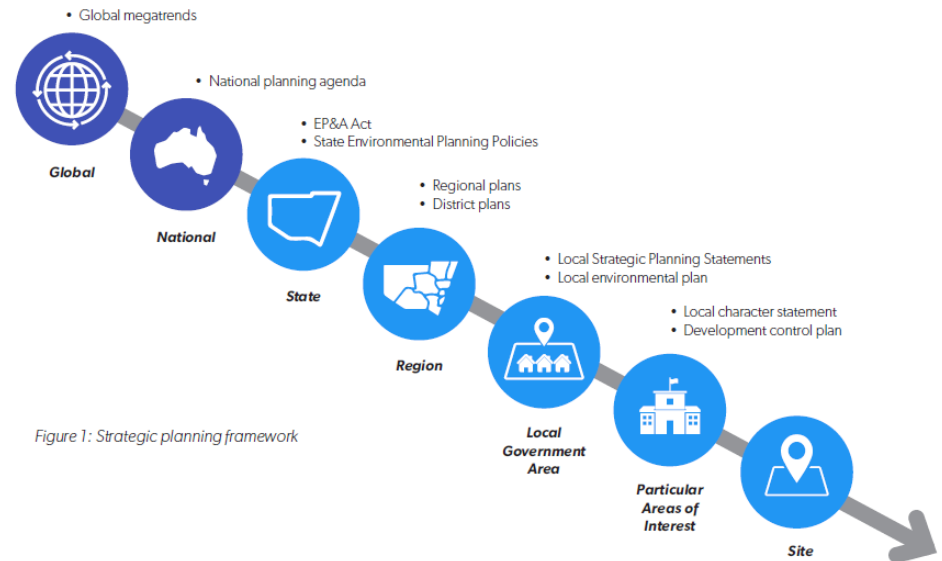 • Global megatrends
Global
• National planning agenda
National
• EP&A Act
• State Environmental Planning Policies
State
• Regional plans
• District plans
Region
• Local Strategic Planning Statements
• Local environmental plan
Local
Government
Area
• Local character statement
• Development control plan
Particular
Areas of
Interest
Site
Figure 1: Strategic planning framework